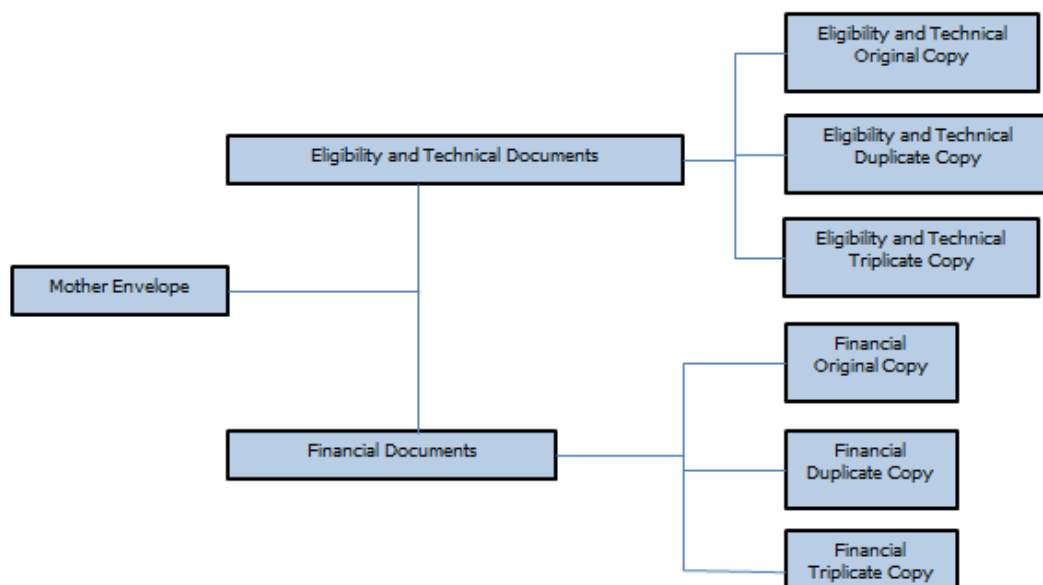 Eligibility and Technical
Original Copy
Eligibility and Technical Documents
Eligibility and Technical
Duplicate Copy
Eligibility and Technical
Triplicate Copy
Mother Envelope
Financial
Original Copy
Financial Documents
Financial
Duplicate Copy
Financial
Triplicate Copy